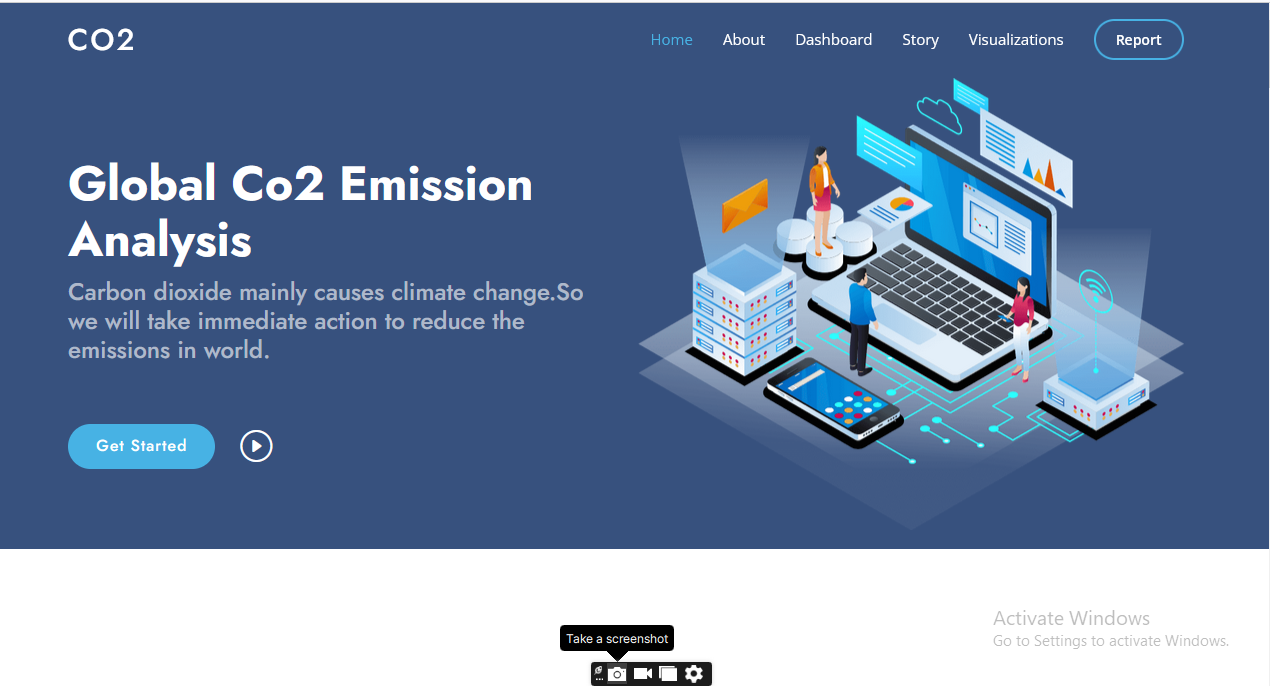 CO2
Home About Dashboard Story Visualizations Report
Global Co2 Emission
Analysis
Carbon dioxide mainly causes climate change.So
we will take immediate action to reduce the
emissions in world.
Get Started
Activate Windows
Go to Settings to activate Windows.
Take a screenshot